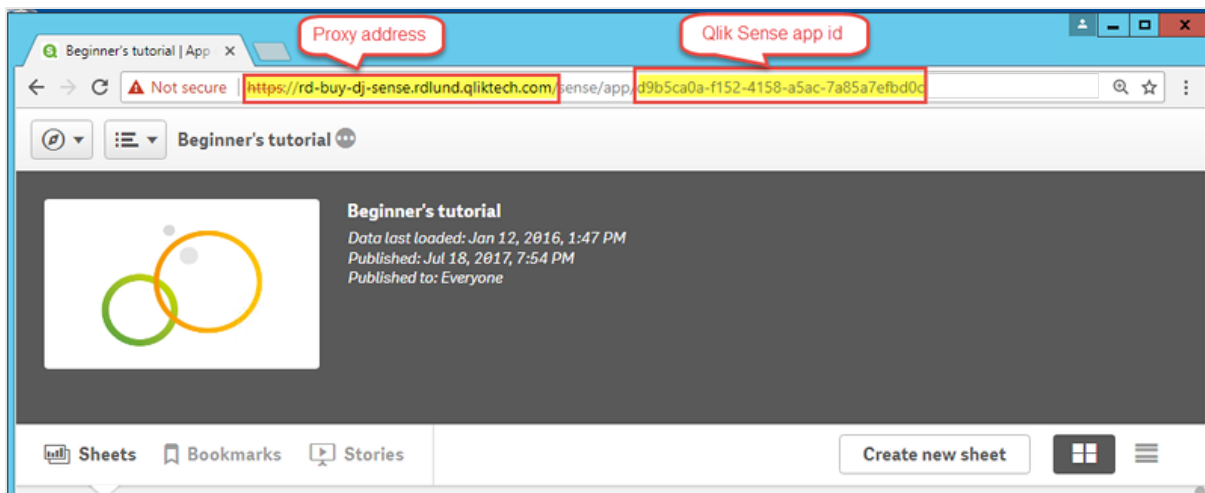 Proxy address
Qlik Sense app id
Beginner's tutorial | App
Not secure | https://rd-buy-dj-sense.rdlund.qliktech.com/sense/app/d9b5ca0a-f152-4158-a5ac-7a85a7efbd0c
Beginner's tutorial
Beginner's tutorial
Data last loaded: Jan 12, 2016, 1:47 PM
Published: Jul 18, 2017, 7:54 PM
Published to: Everyone
Sheets Bookmarks Stories Create new sheet